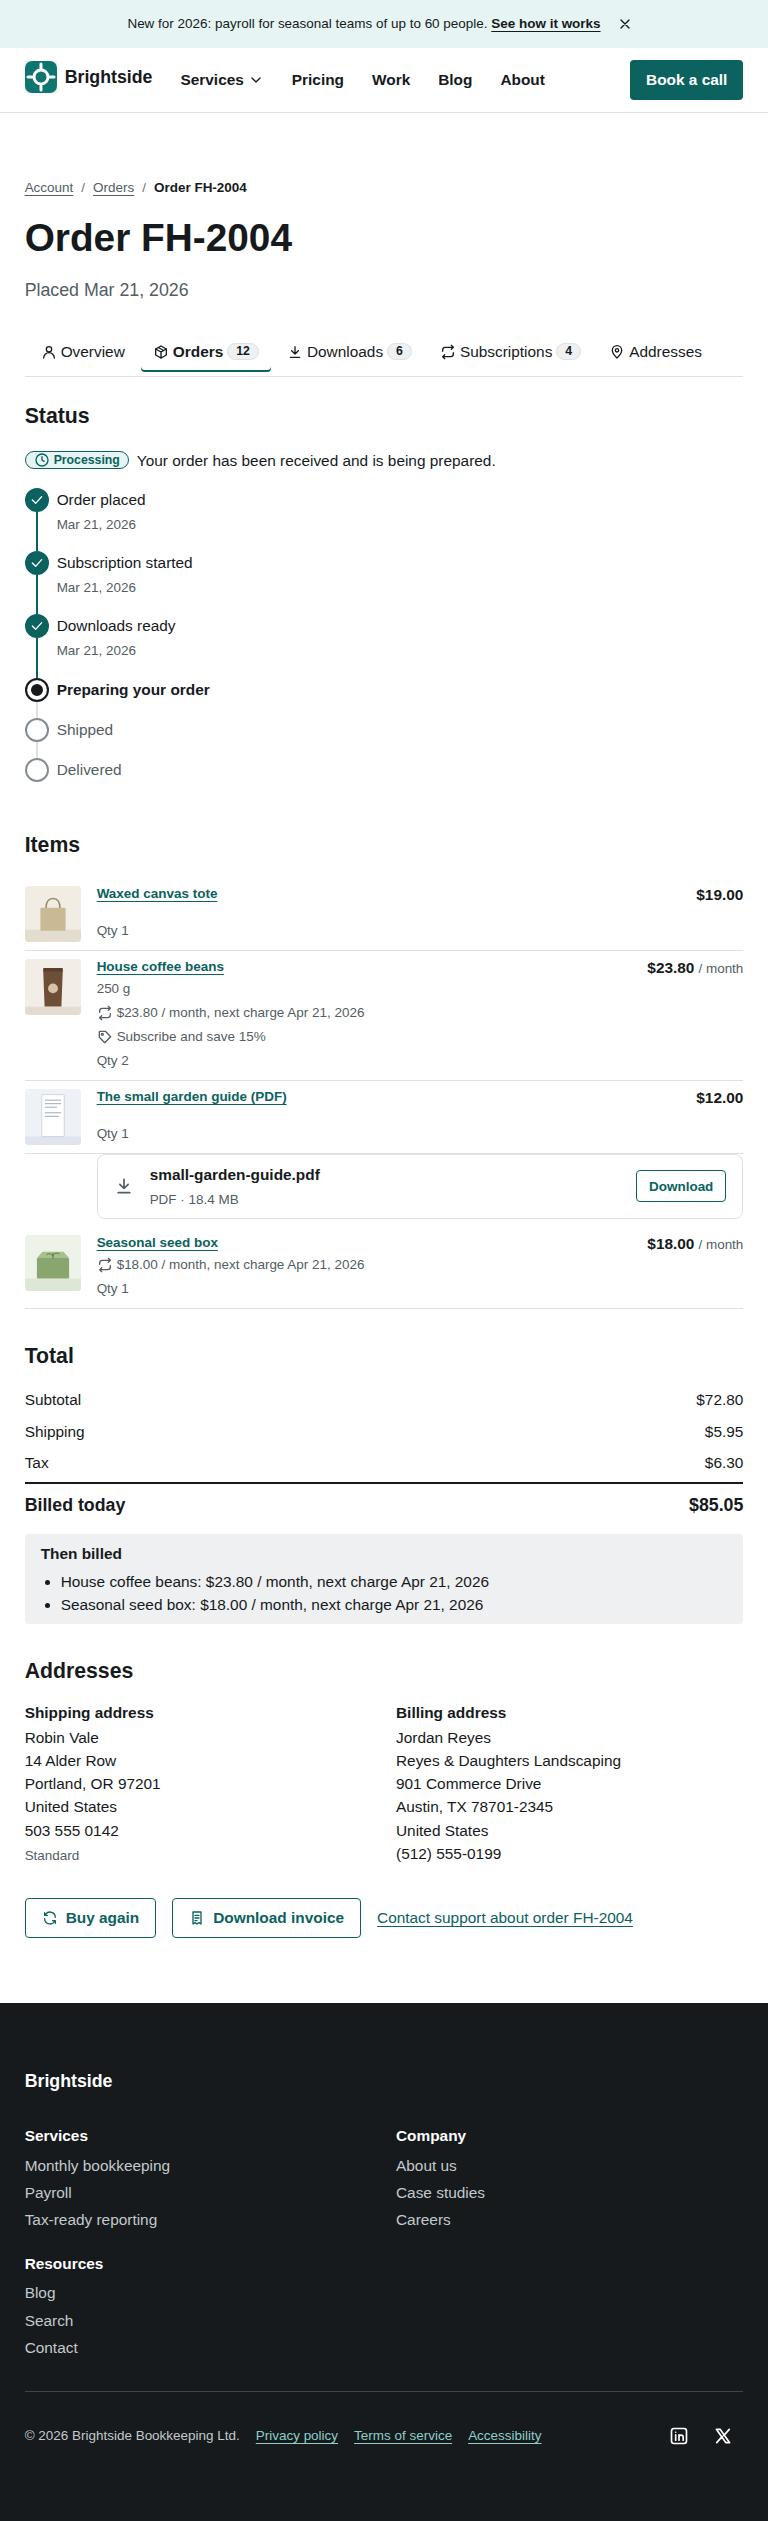 New for 2026: payroll for seasonal teams of up to 60 people. See how it works
Brightside
Services
Pricing
Work
Blog
About
Book a call
Account / Orders / Order FH-2004
Order FH-2004
Placed Mar 21, 2026
Overview
Orders 12
Downloads 6
Subscriptions 4
Addresses
Status
Processing Your order has been received and is being prepared.
Order placed
Mar 21, 2026
Subscription started
Mar 21, 2026
Downloads ready
Mar 21, 2026
Preparing your order
Shipped
Delivered
Items
Waxed canvas tote $19.00
Qty 1
House coffee beans $23.80 / month
250 g
$23.80 / month, next charge Apr 21, 2026
Subscribe and save 15%
Qty 2
The small garden guide (PDF) $12.00
Qty 1
small-garden-guide.pdf
PDF · 18.4 MB
Download
Seasonal seed box $18.00 / month
$18.00 / month, next charge Apr 21, 2026
Qty 1
Total
Subtotal $72.80
Shipping $5.95
Tax $6.30
Billed today $85.05
Then billed
• House coffee beans: $23.80 / month, next charge Apr 21, 2026
• Seasonal seed box: $18.00 / month, next charge Apr 21, 2026
Addresses
Shipping address
Robin Vale
14 Alder Row
Portland, OR 97201
United States
503 555 0142
Standard
Billing address
Jordan Reyes
Reyes & Daughters Landscaping
901 Commerce Drive
Austin, TX 78701-2345
United States
(512) 555-0199
Buy again
Download invoice
Contact support about order FH-2004
Brightside
Services
Monthly bookkeeping
Payroll
Tax-ready reporting
Company
About us
Case studies
Careers
Resources
Blog
Search
Contact
© 2026 Brightside Bookkeeping Ltd. Privacy policy Terms of service Accessibility